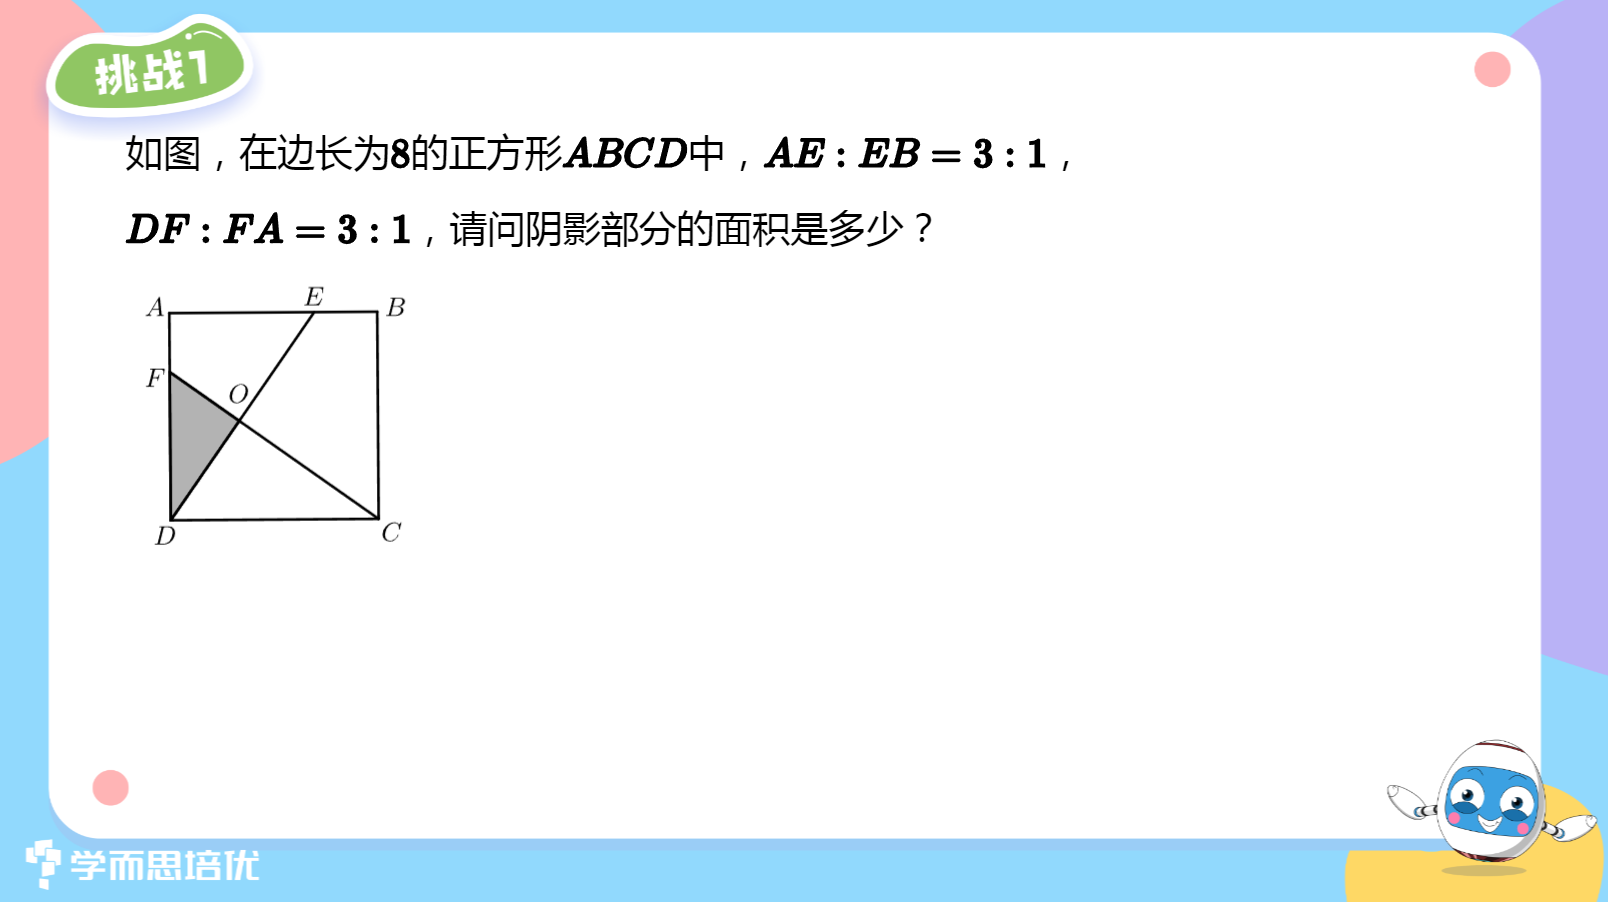 挑战1
如图，在边长为8的正方形ABCD中，AE : EB = 3 : 1，
DF : FA = 3 : 1，请问阴影部分的面积是多少？
A E B
F O
D C
学而思培优